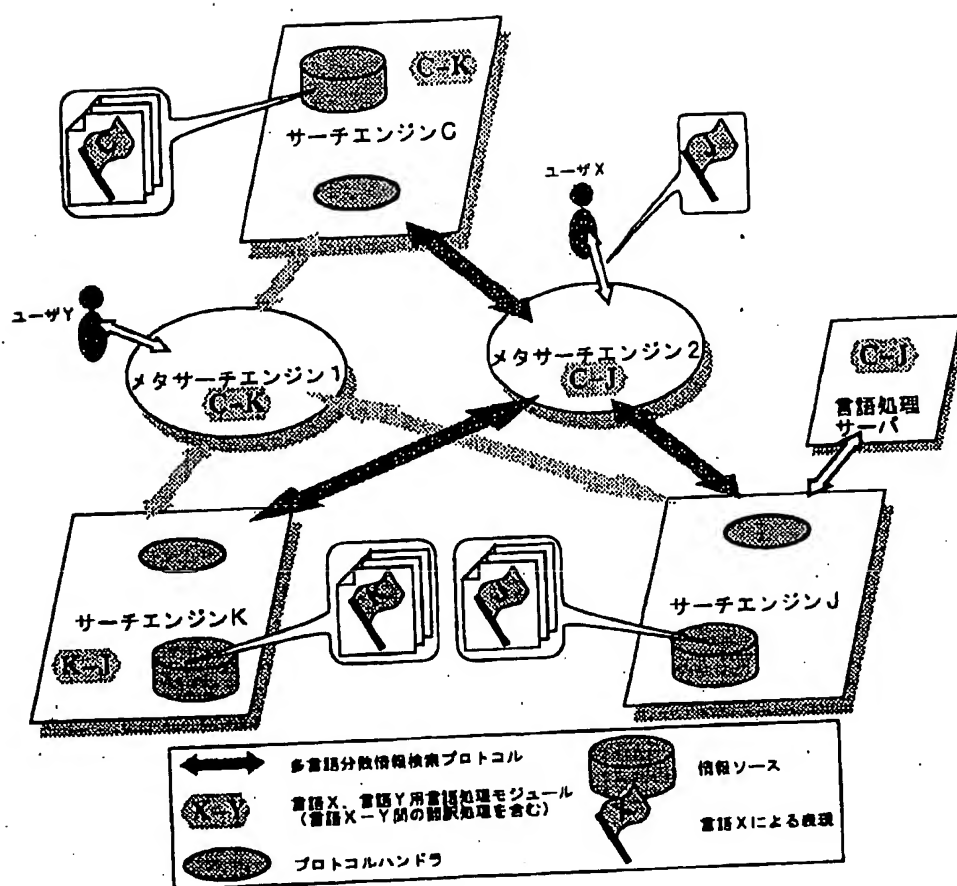 C-K
サーチエンジンC
C
ユーザX
J
ユーザY
メタサーチエンジン1
C-K
メタサーチエンジン2
C-J
C-J
言語処理
サーバ
サーチエンジンK
K-J
J
サーチエンジンJ
多言語分散情報検索プロトコル
情報ソース
X-Y
言語X、言語Y用言語処理モジュール
(言語X-Y間の翻訳処理を含む)
言語Xによる表現
プロトコルハンドラ